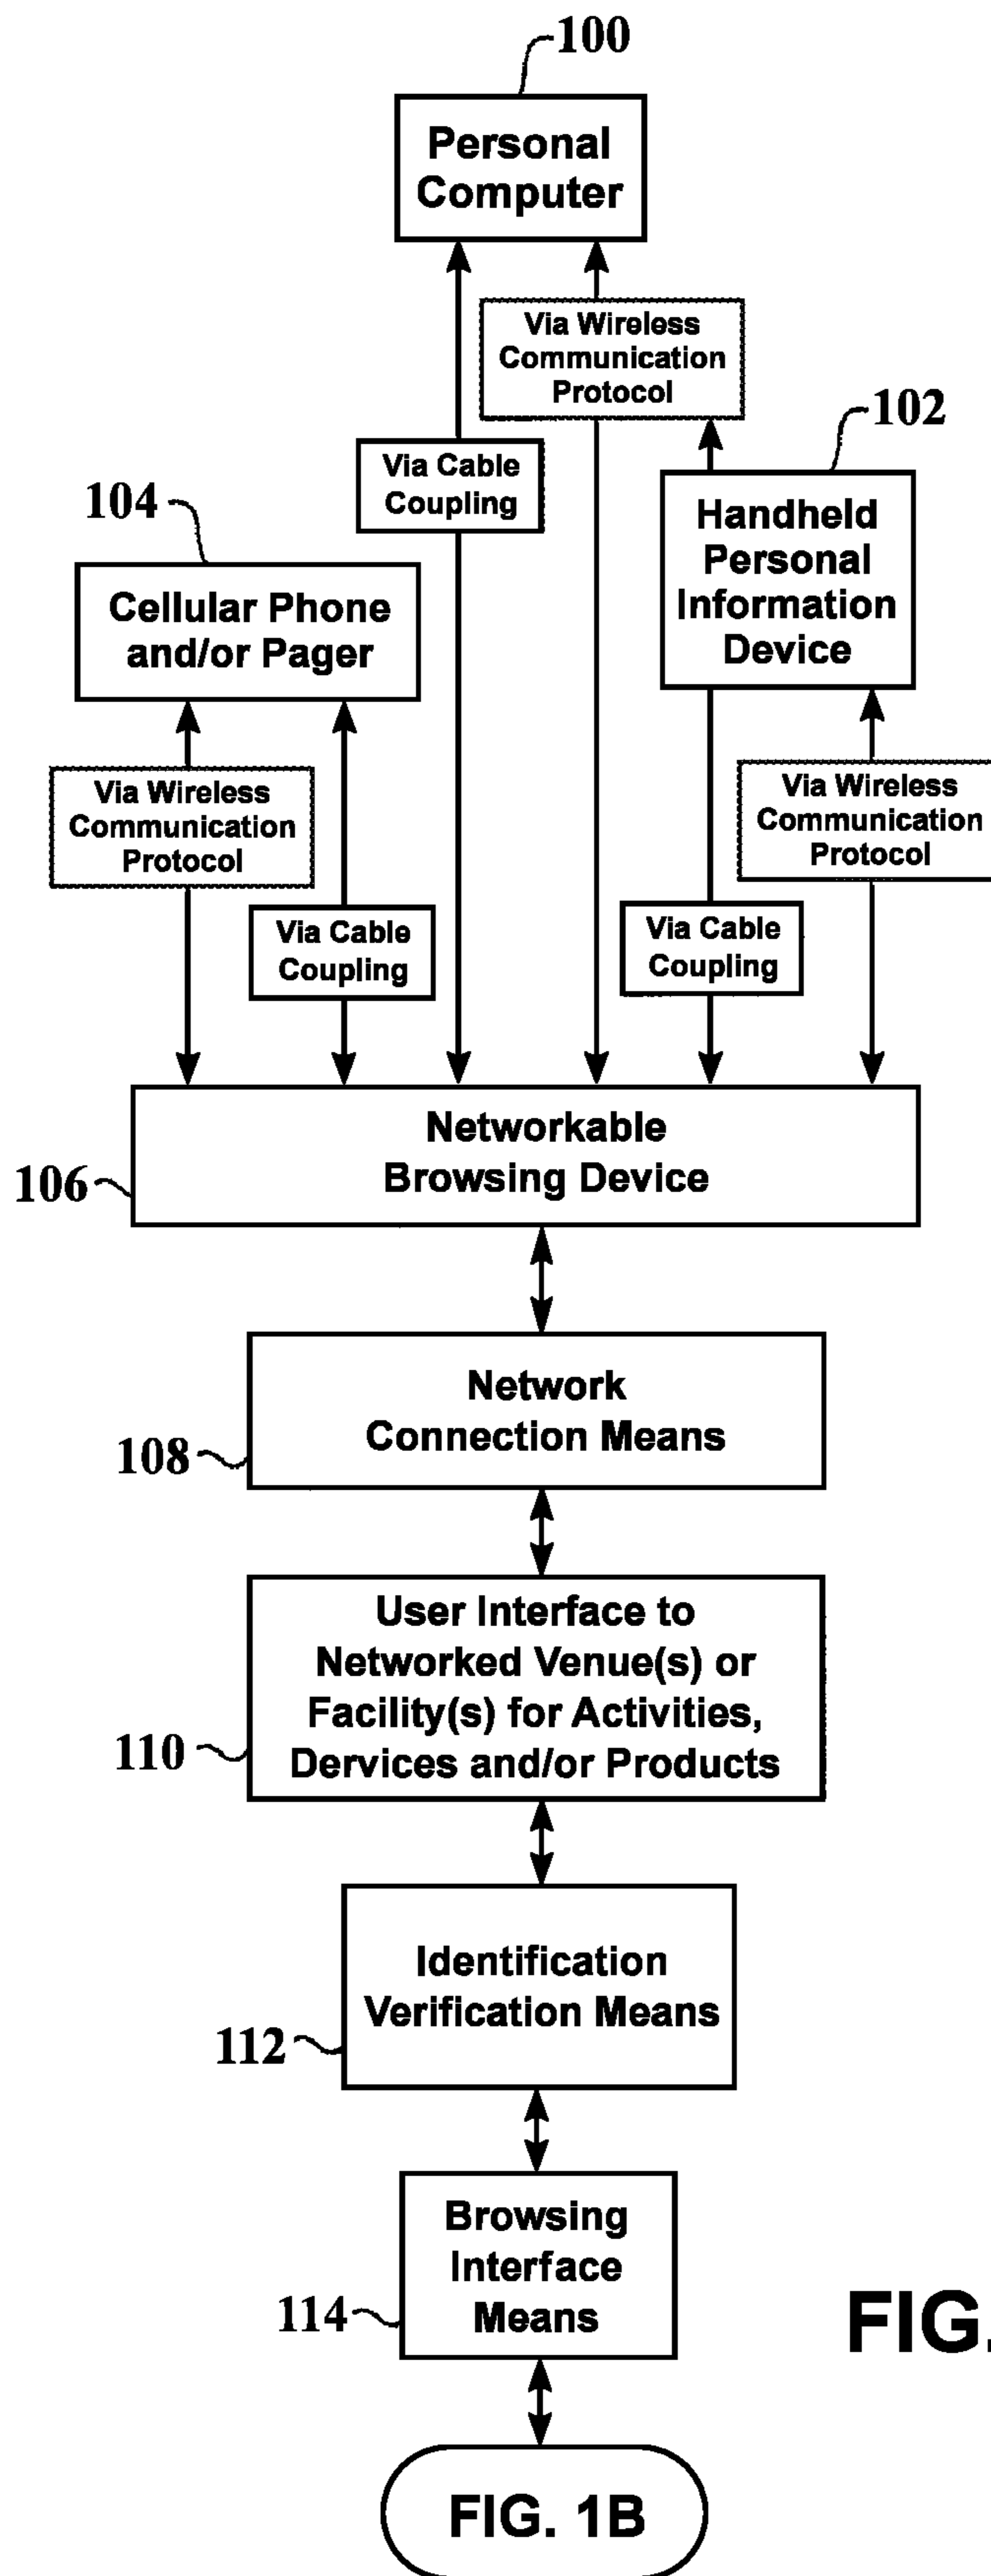 100
Personal
Computer
Via Wireless
Communication
Protocol
102
Via Cable
Coupling
104
Handheld
Personal
Information
Device
Cellular Phone
and/or Pager
Via Wireless
Communication
Protocol
Via Wireless
Communication
Protocol
Via Cable
Coupling
Via Cable
Coupling
Networkable
Browsing Device
106
Network
Connection Means
108
User Interface to
Networked Venue(s) or
Facility(s) for Activities,
Dervices and/or Products
110
Identification
Verification Means
112
Browsing
Interface
Means
114
FIG.
FIG. 1B